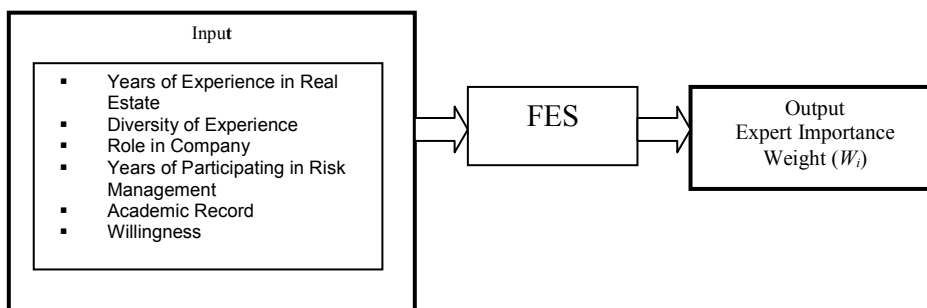 Input
▪ Years of Experience in Real
Estate
▪ Diversity of Experience
▪ Role in Company
▪ Years of Participating in Risk
Management
▪ Academic Record
▪ Willingness
FES
Output
Expert Importance
Weight (Wi)